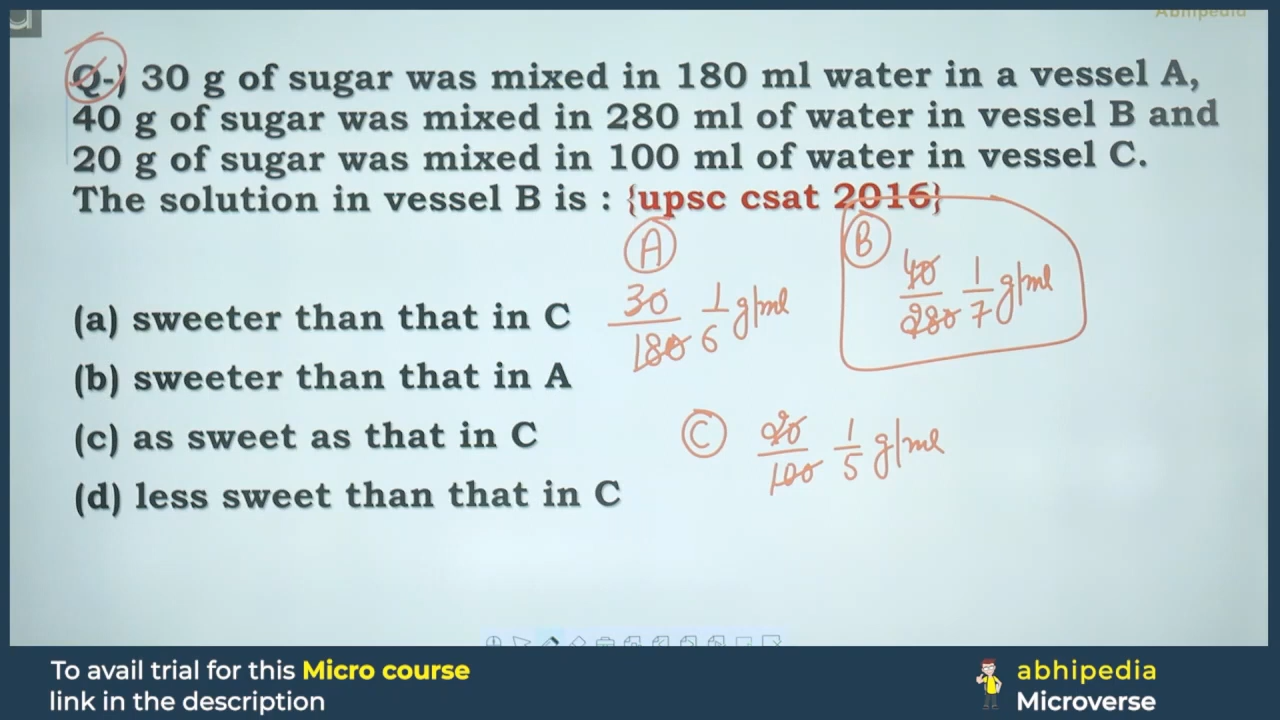 Abhipedia
Q-) 30 g of sugar was mixed in 180 ml water in a vessel A,
40 g of sugar was mixed in 280 ml of water in vessel B and
20 g of sugar was mixed in 100 ml of water in vessel C.
The solution in vessel B is : {upsc csat 2016}
A
B
30/180 1/6 g/ml
40/280 1/7 g/ml
(a) sweeter than that in C
(b) sweeter than that in A
(c) as sweet as that in C
C 20/100 1/5 g/ml
(d) less sweet than that in C
To avail trial for this Micro course
link in the description
abhipedia
Microverse